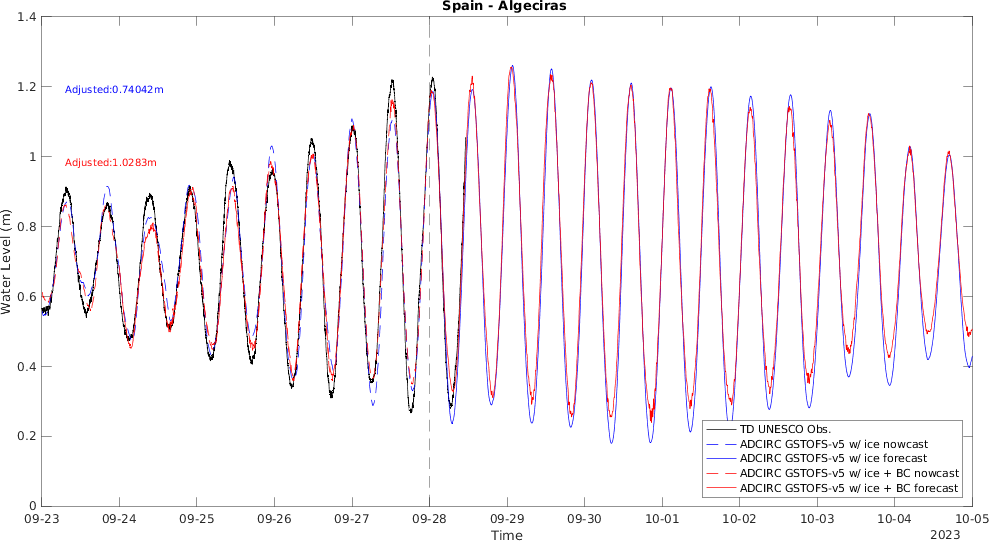 Spain - Algeciras
1.4
1.2
1
0.8
0.6
0.4
0.2
0
Water Level (m)
Adjusted:0.74042m
Adjusted:1.0283m
TD UNESCO Obs.
ADCIRC GSTOFS-v5 w/ ice nowcast
ADCIRC GSTOFS-v5 w/ ice forecast
ADCIRC GSTOFS-v5 w/ ice + BC nowcast
ADCIRC GSTOFS-v5 w/ ice + BC forecast
09-23 09-24 09-25 09-26 09-27 09-28 09-29 09-30 10-01 10-02 10-03 10-04 10-05
Time
2023